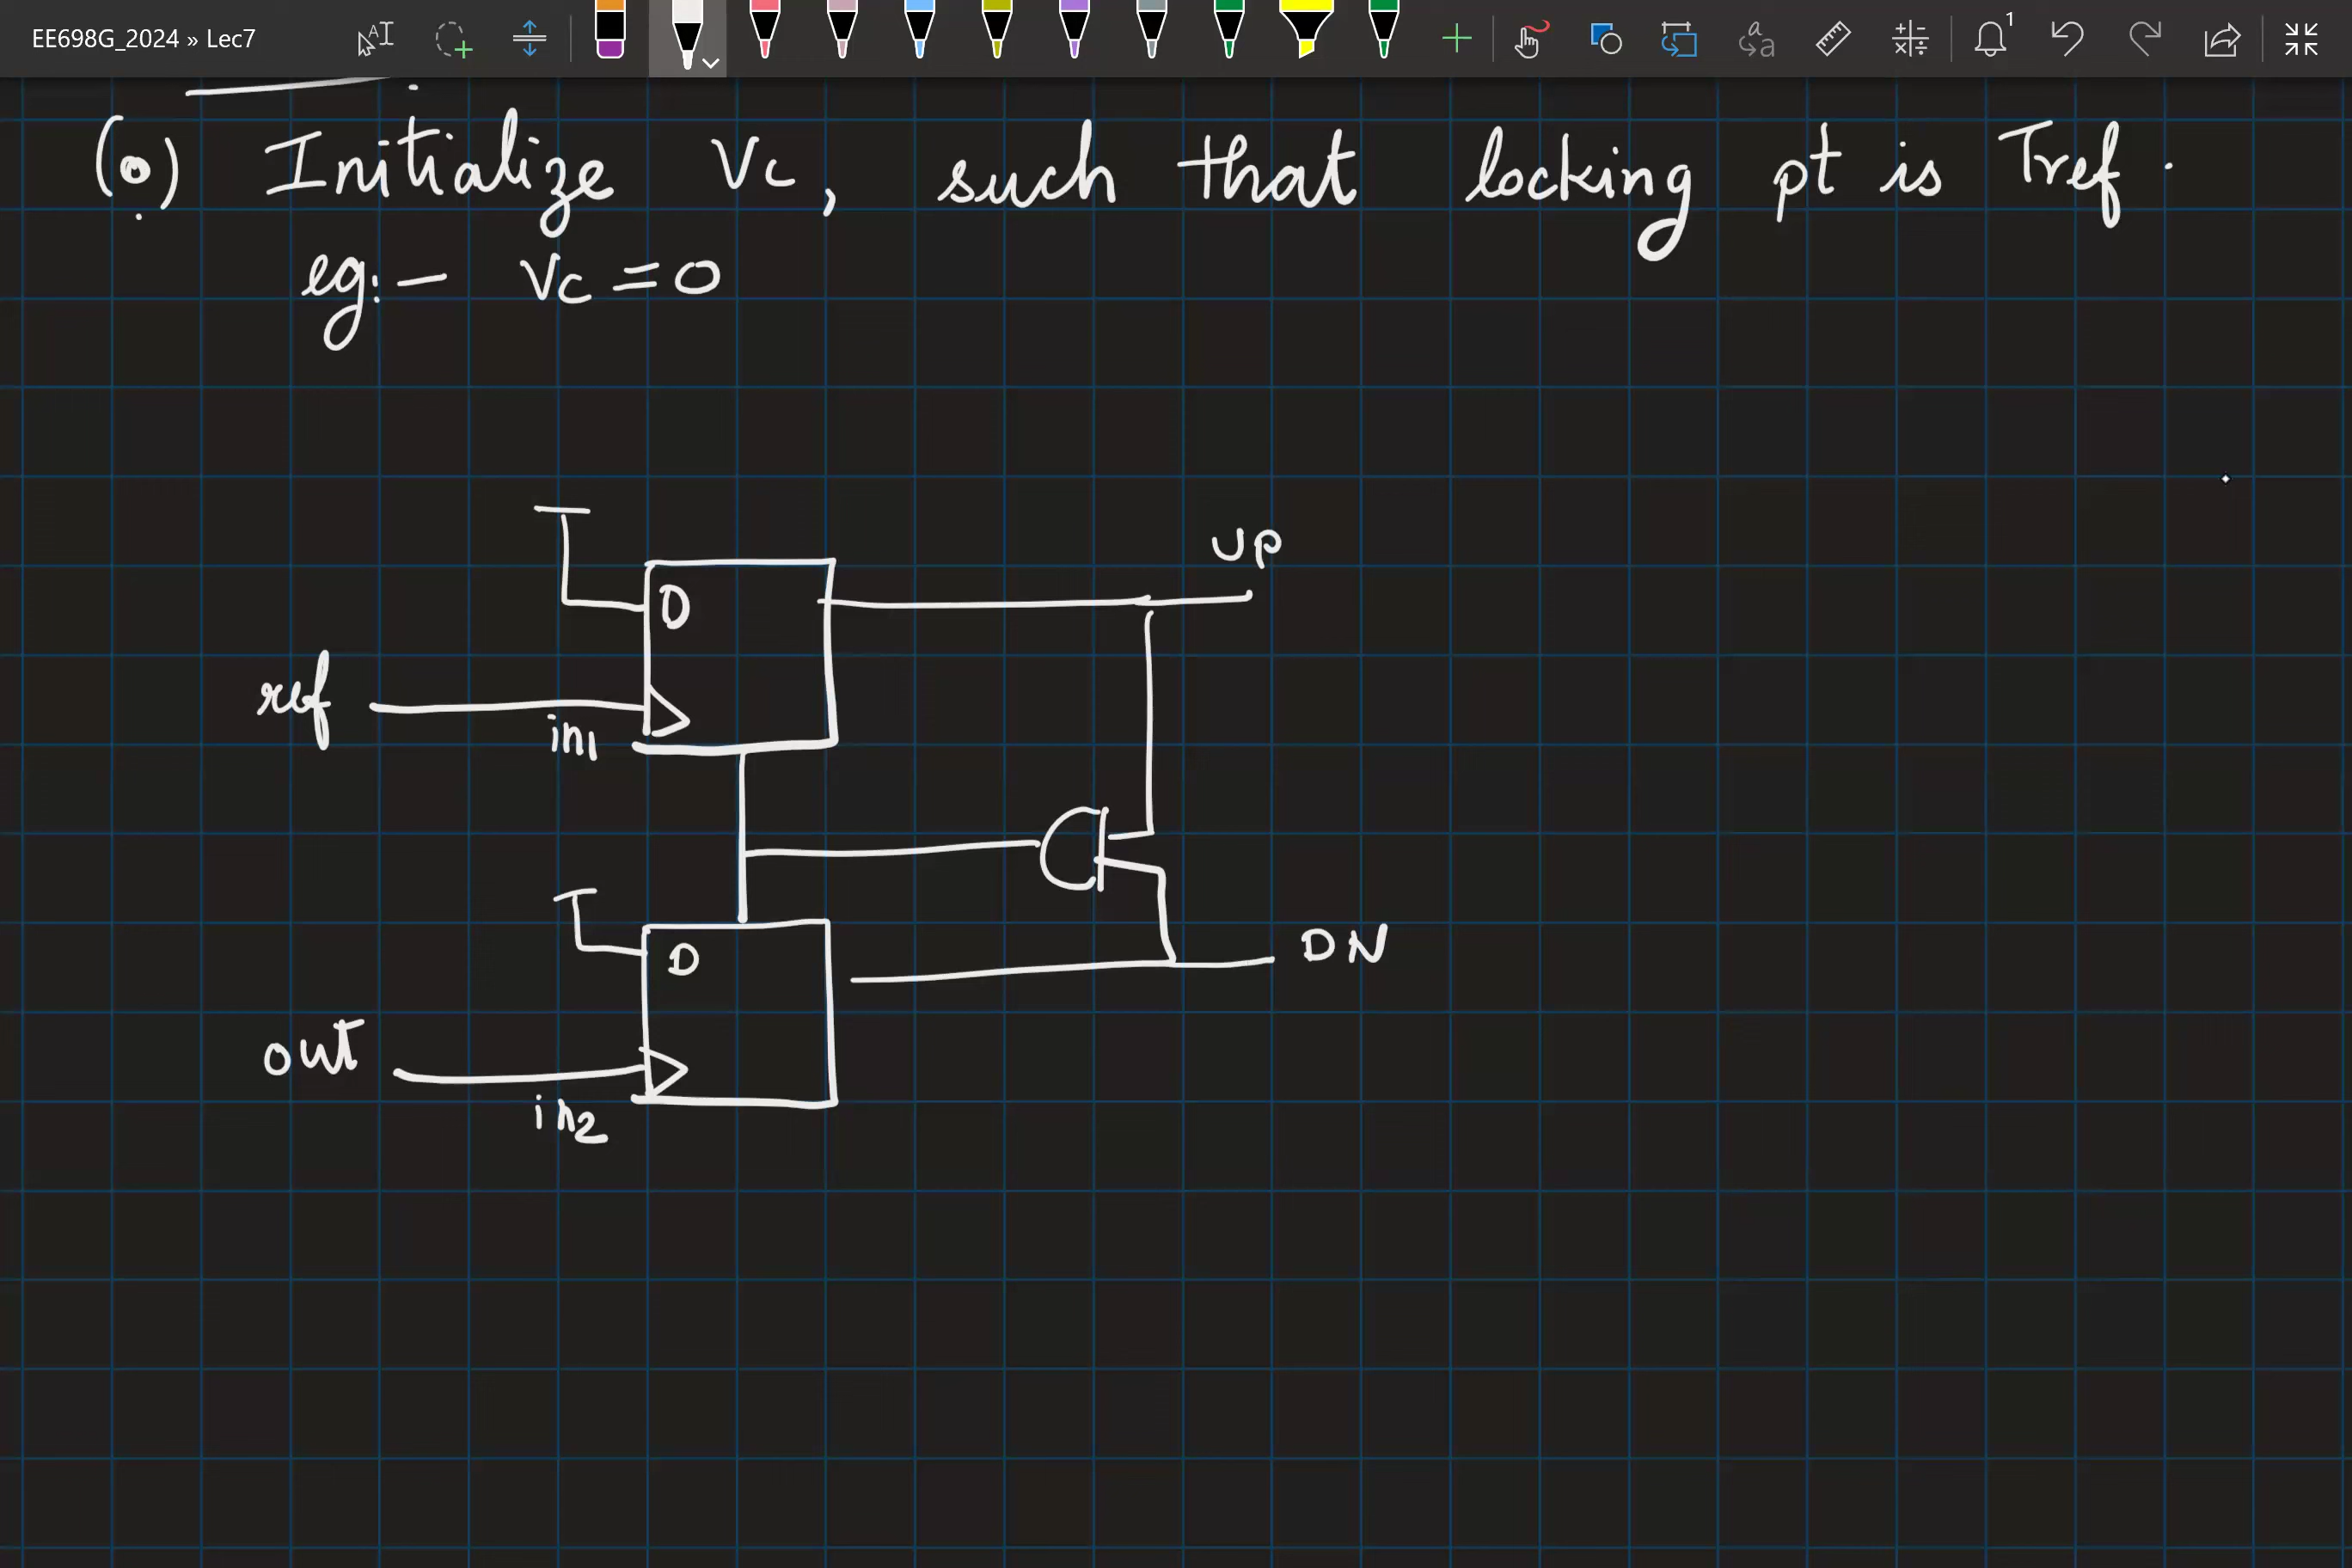 EE698G_2024 » Lec7
(0) Initialize Vc, such that locking pt is Tref.
eg:- Vc = 0
UP
D
ref
in1
D
DN
out
in2